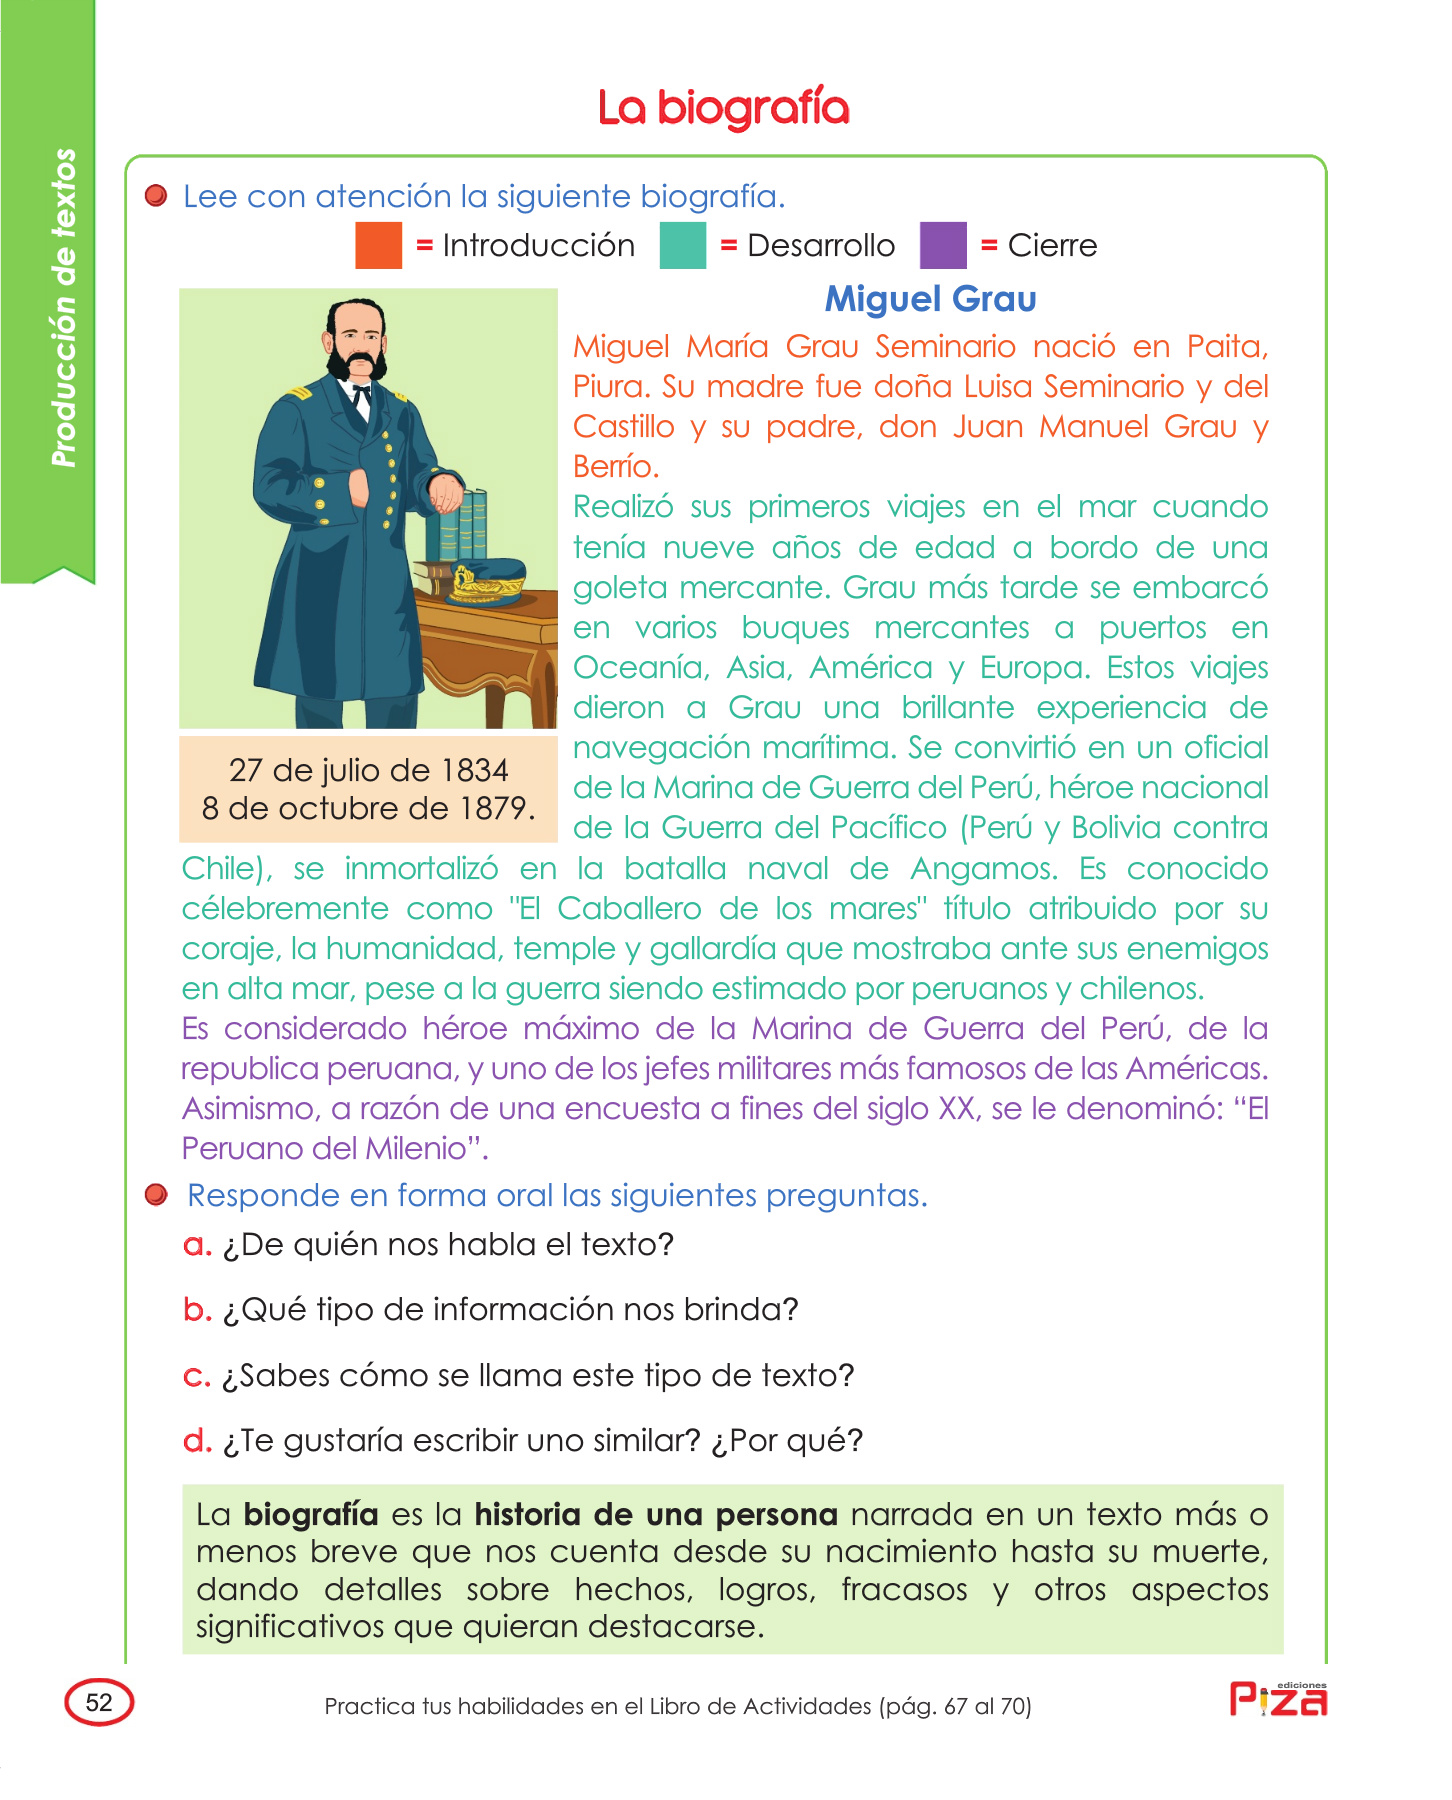 Producción de textos
La biografía
Lee con atención la siguiente biografía.
= Introducción = Desarrollo = Cierre
Miguel Grau
Miguel María Grau Seminario nació en Paita,
Piura. Su madre fue doña Luisa Seminario y del
Castillo y su padre, don Juan Manuel Grau y
Berrío.
Realizó sus primeros viajes en el mar cuando
tenía nueve años de edad a bordo de una
goleta mercante. Grau más tarde se embarcó
en varios buques mercantes a puertos en
Oceanía, Asia, América y Europa. Estos viajes
dieron a Grau una brillante experiencia de
navegación marítima. Se convirtió en un oficial
de la Marina de Guerra del Perú, héroe nacional
de la Guerra del Pacífico (Perú y Bolivia contra
27 de julio de 1834
8 de octubre de 1879.
Chile), se inmortalizó en la batalla naval de Angamos. Es conocido
célebremente como "El Caballero de los mares" título atribuido por su
coraje, la humanidad, temple y gallardía que mostraba ante sus enemigos
en alta mar, pese a la guerra siendo estimado por peruanos y chilenos.
Es considerado héroe máximo de la Marina de Guerra del Perú, de la
republica peruana, y uno de los jefes militares más famosos de las Américas.
Asimismo, a razón de una encuesta a fines del siglo XX, se le denominó: “El
Peruano del Milenio”.
Responde en forma oral las siguientes preguntas.
a. ¿De quién nos habla el texto?
b. ¿Qué tipo de información nos brinda?
c. ¿Sabes cómo se llama este tipo de texto?
d. ¿Te gustaría escribir uno similar? ¿Por qué?
La biografía es la historia de una persona narrada en un texto más o
menos breve que nos cuenta desde su nacimiento hasta su muerte,
dando detalles sobre hechos, logros, fracasos y otros aspectos
significativos que quieran destacarse.
52
Practica tus habilidades en el Libro de Actividades (pág. 67 al 70)
ediciones
Piza